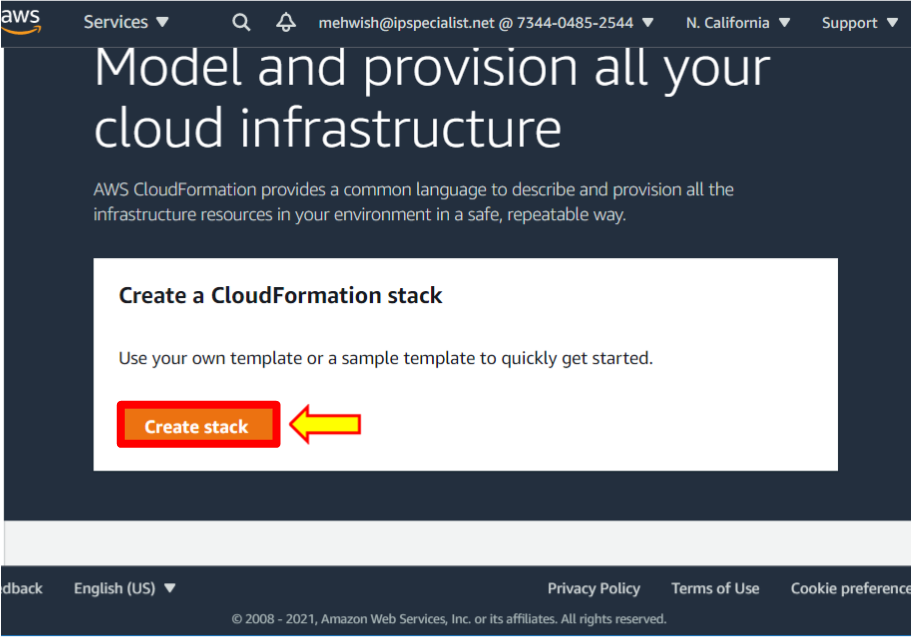 aws
Services
mehwish@ipspecialist.net @ 7344-0485-2544
N. California
Support
Model and provision all your
cloud infrastructure
AWS CloudFormation provides a common language to describe and provision all the
infrastructure resources in your environment in a safe, repeatable way.
Create a CloudFormation stack
Use your own template or a sample template to quickly get started.
Create stack
edback
English (US)
Privacy Policy
Terms of Use
Cookie preference
© 2008 - 2021, Amazon Web Services, Inc. or its affiliates. All rights reserved.